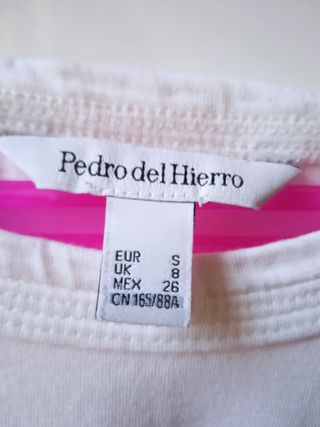 Pedro del Hierro
EUR S
UK 8
MEX 26
CN 165/88A